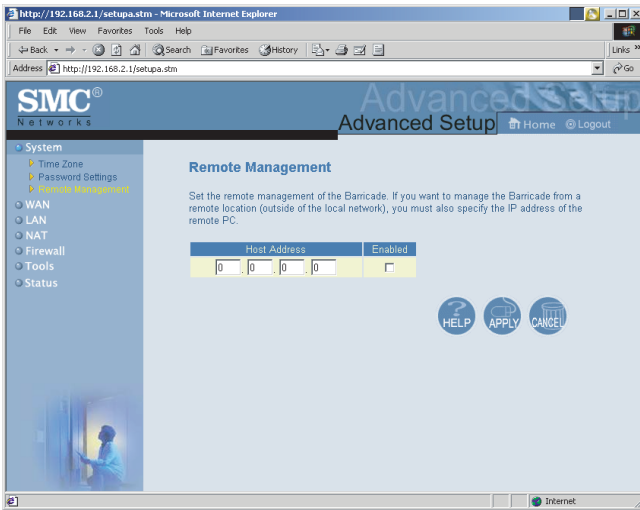 http://192.168.2.1/setupa.stm - Microsoft Internet Explorer
File Edit View Favorites Tools Help
Back Search Favorites History Links »
Address http://192.168.2.1/setupa.stm Go
SMC®
Networks
Advanced Setup
Advanced Setup
Home Logout
System
Time Zone
Password Settings
Remote Management
WAN
LAN
NAT
Firewall
Tools
Status
Remote Management
Set the remote management of the Barricade. If you want to manage the Barricade from a
remote location (outside of the local network), you must also specify the IP address of the
remote PC.
Host Address Enabled
0 . 0 . 0 . 0
HELP APPLY CANCEL
Internet